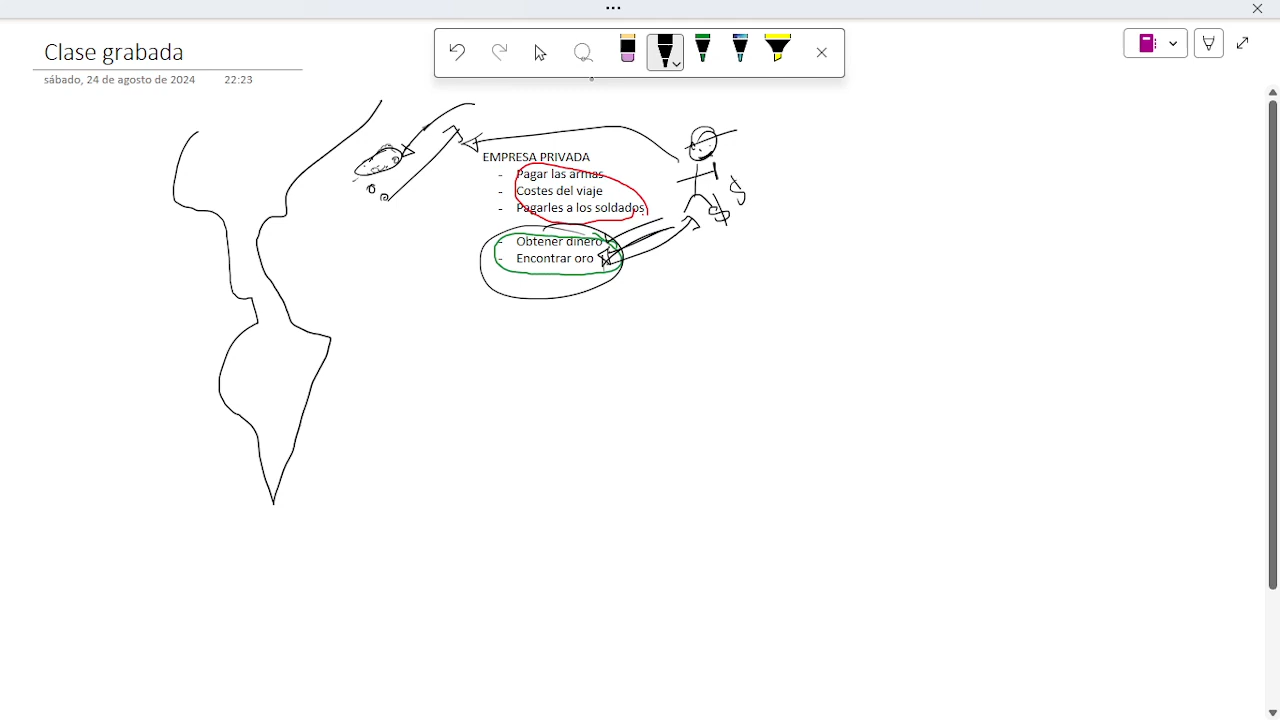 Clase grabada
sábado, 24 de agosto de 2024 22:23
EMPRESA PRIVADA
- Pagar las armas
- Costes del viaje
- Pagarles a los soldados
- Obtener dinero
- Encontrar oro
$ $